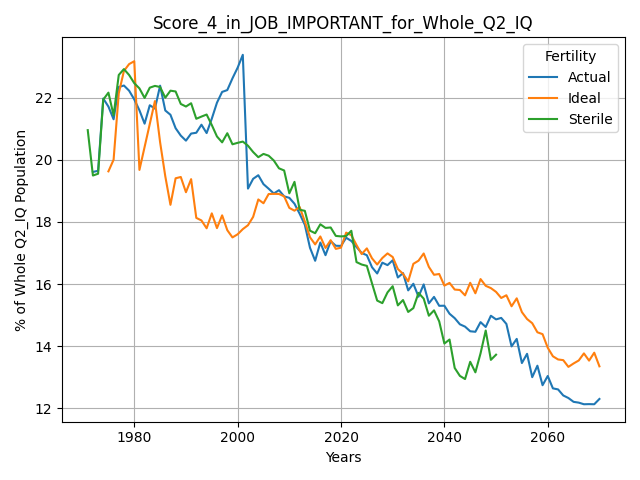 Score_4_in_JOB_IMPORTANT_for_Whole_Q2_IQ
% of Whole Q2_IQ Population
22
20
18
16
14
12
Fertility
Actual
Ideal
Sterile
1980 2000 2020 2040 2060
Years